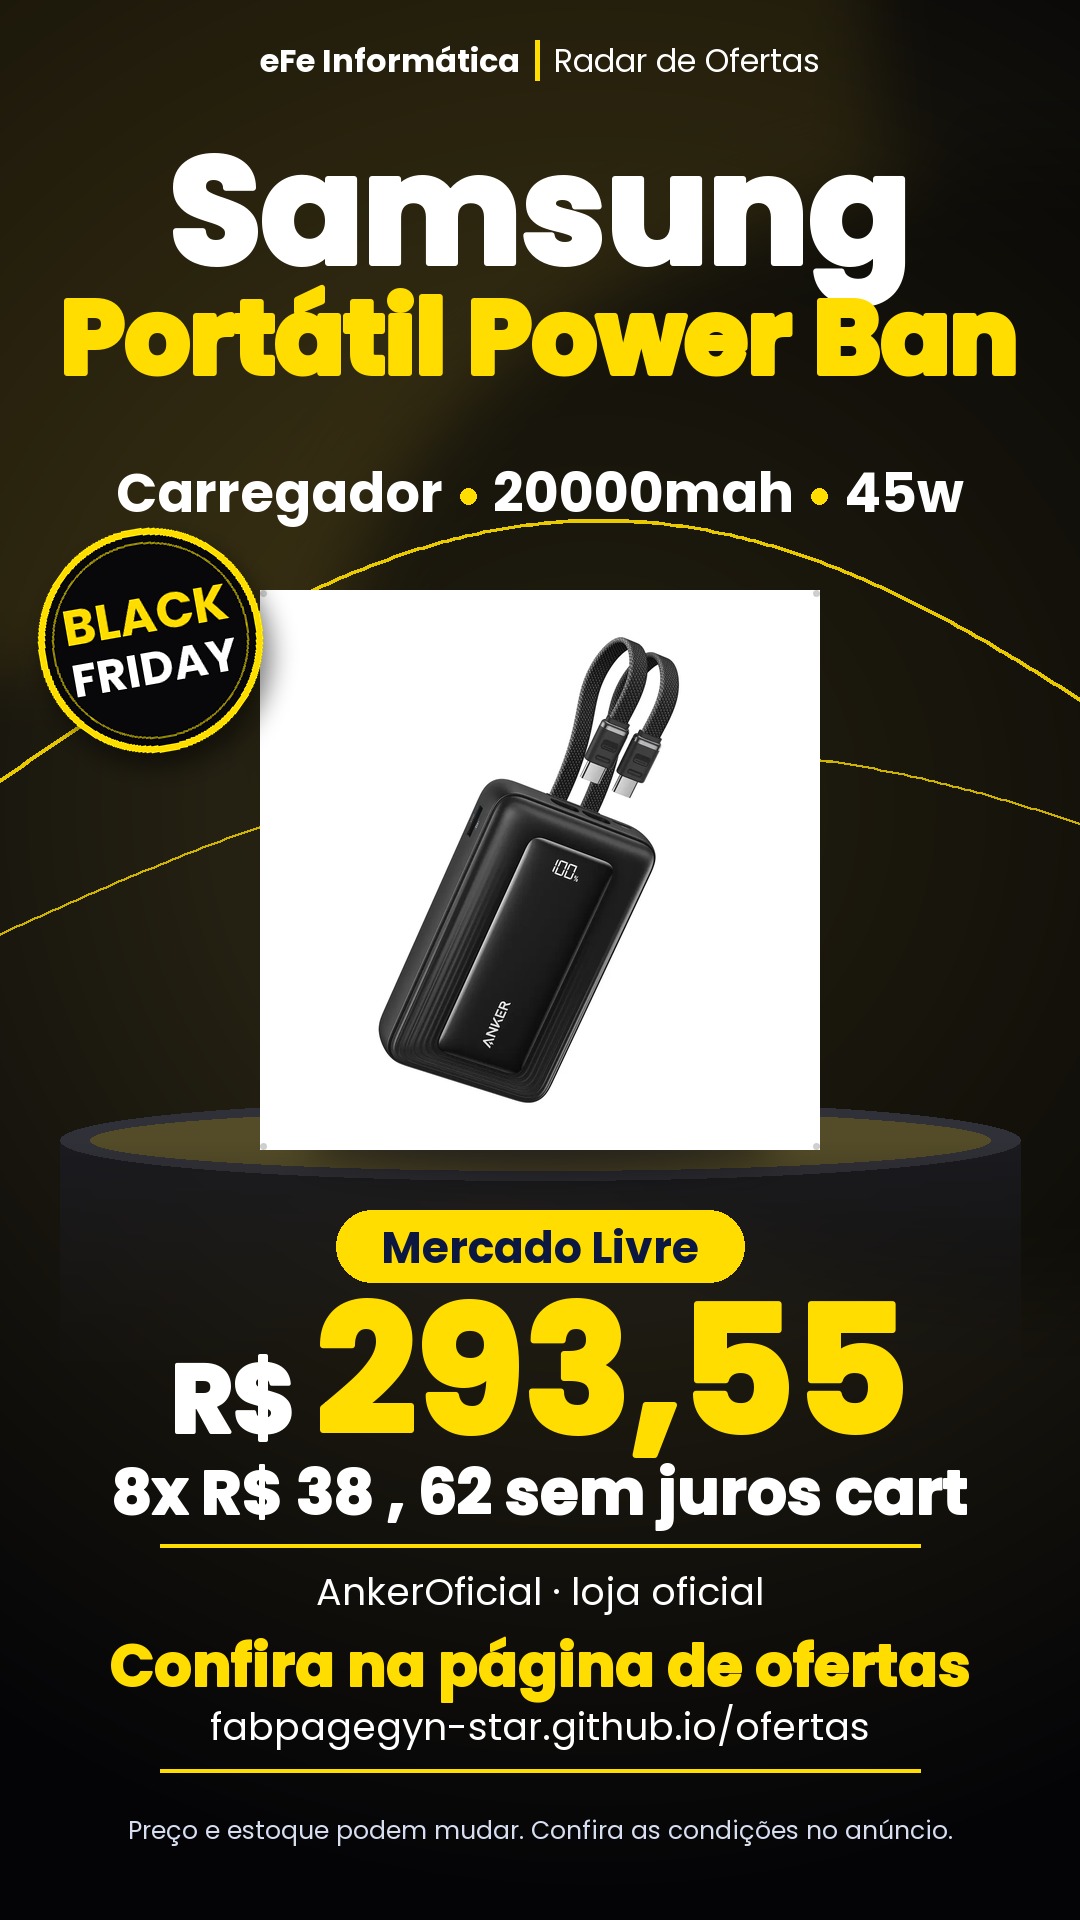 eFe Informática | Radar de Ofertas
Samsung
Portátil Power Ban
Carregador • 20000mah • 45w
BLACK
FRIDAY
100%
ANKER
Mercado Livre
R$ 293,55
8x R$ 38 , 62 sem juros cart
AnkerOficial · loja oficial
Confira na página de ofertas
fabpagegyn-star.github.io/ofertas
Preço e estoque podem mudar. Confira as condições no anúncio.